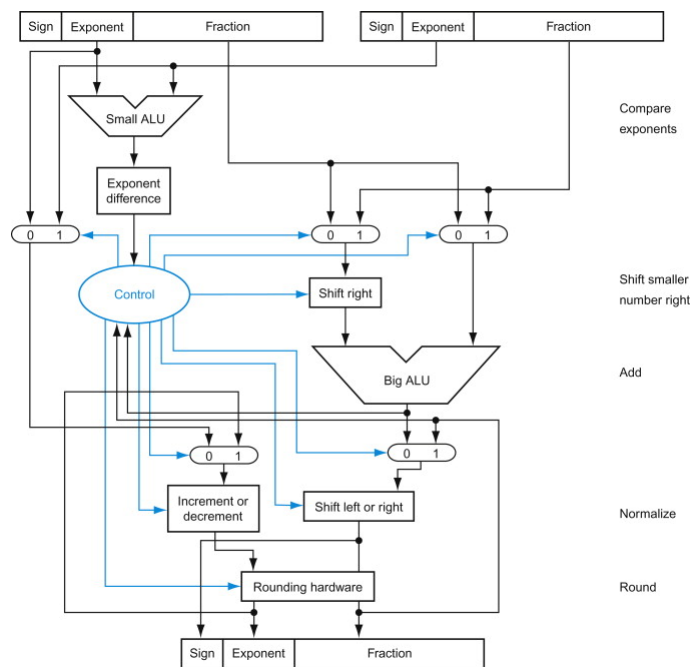 Sign Exponent Fraction Sign Exponent Fraction
Small ALU
Compare
exponents
Exponent
difference
0 1 0 1 0 1
Control
Shift right
Shift smaller
number right
Big ALU
Add
0 1 0 1
Increment or
decrement
Shift left or right
Normalize
Rounding hardware
Round
Sign Exponent Fraction